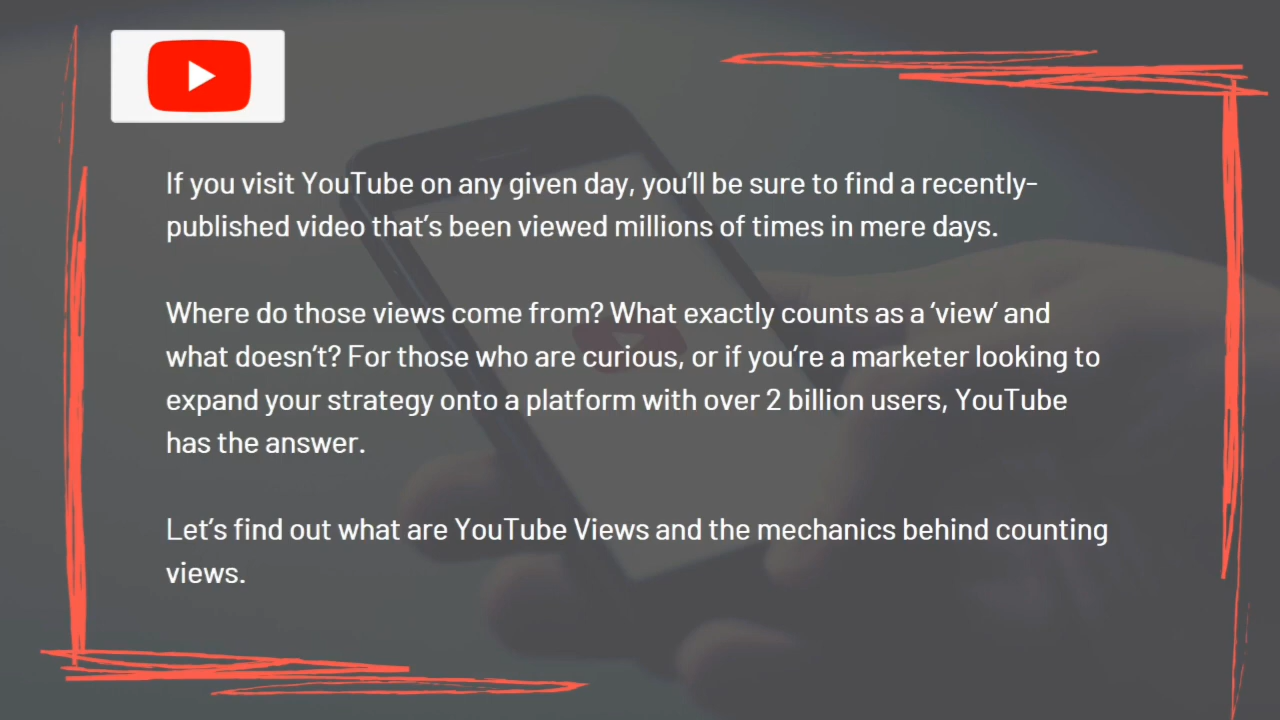 If you visit YouTube on any given day, you’ll be sure to find a recently-
published video that’s been viewed millions of times in mere days.
Where do those views come from? What exactly counts as a ‘view’ and
what doesn’t? For those who are curious, or if you’re a marketer looking to
expand your strategy onto a platform with over 2 billion users, YouTube
has the answer.
Let’s find out what are YouTube Views and the mechanics behind counting
views.